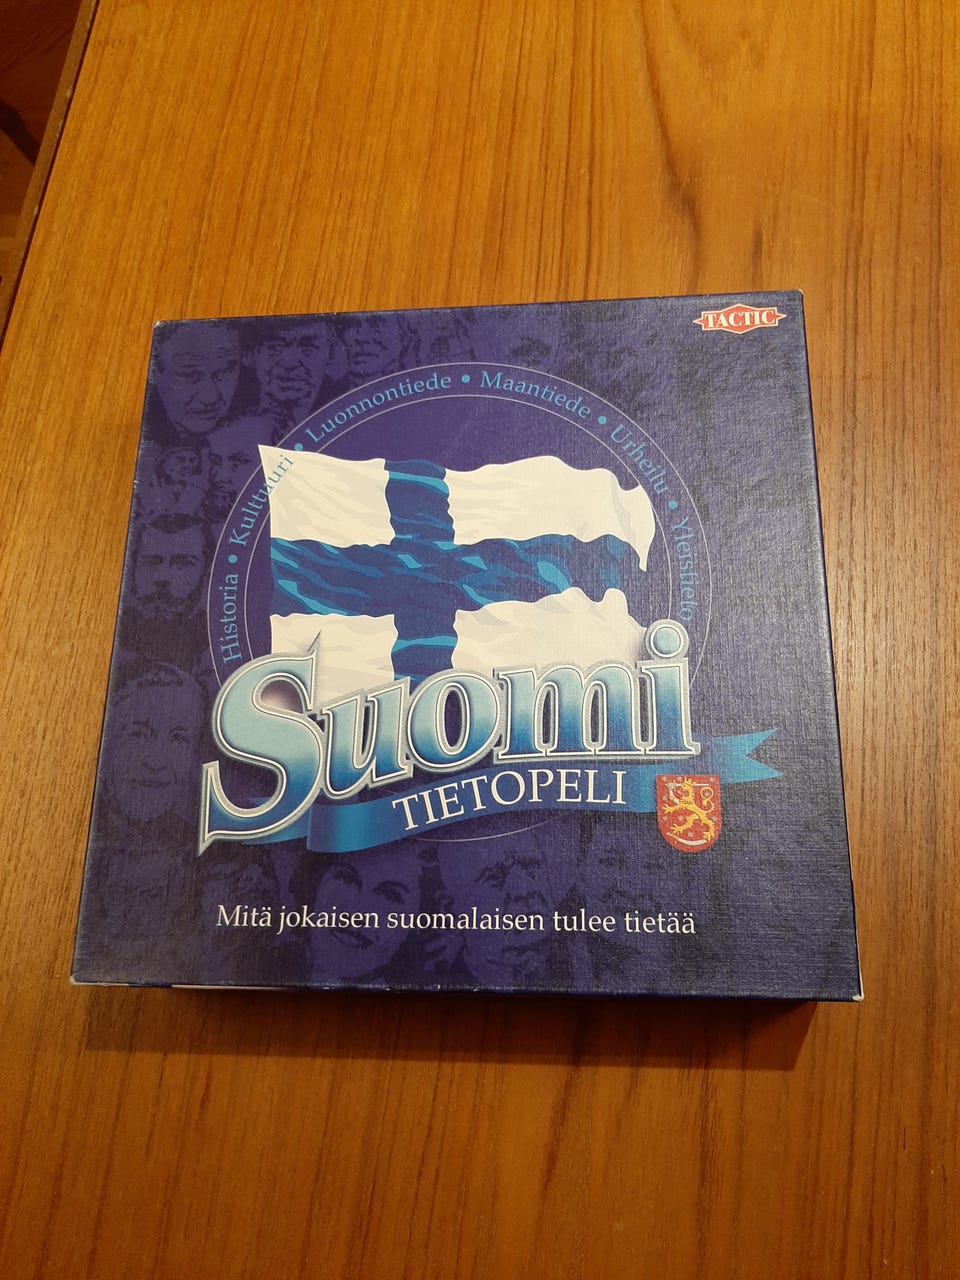 TACTIC
Historia • Kulttuuri • Luonnontiede • Maantiede • Urheilu • Yleistieto
Suomi
TIETOPELI
Mitä jokaisen suomalaisen tulee tietää